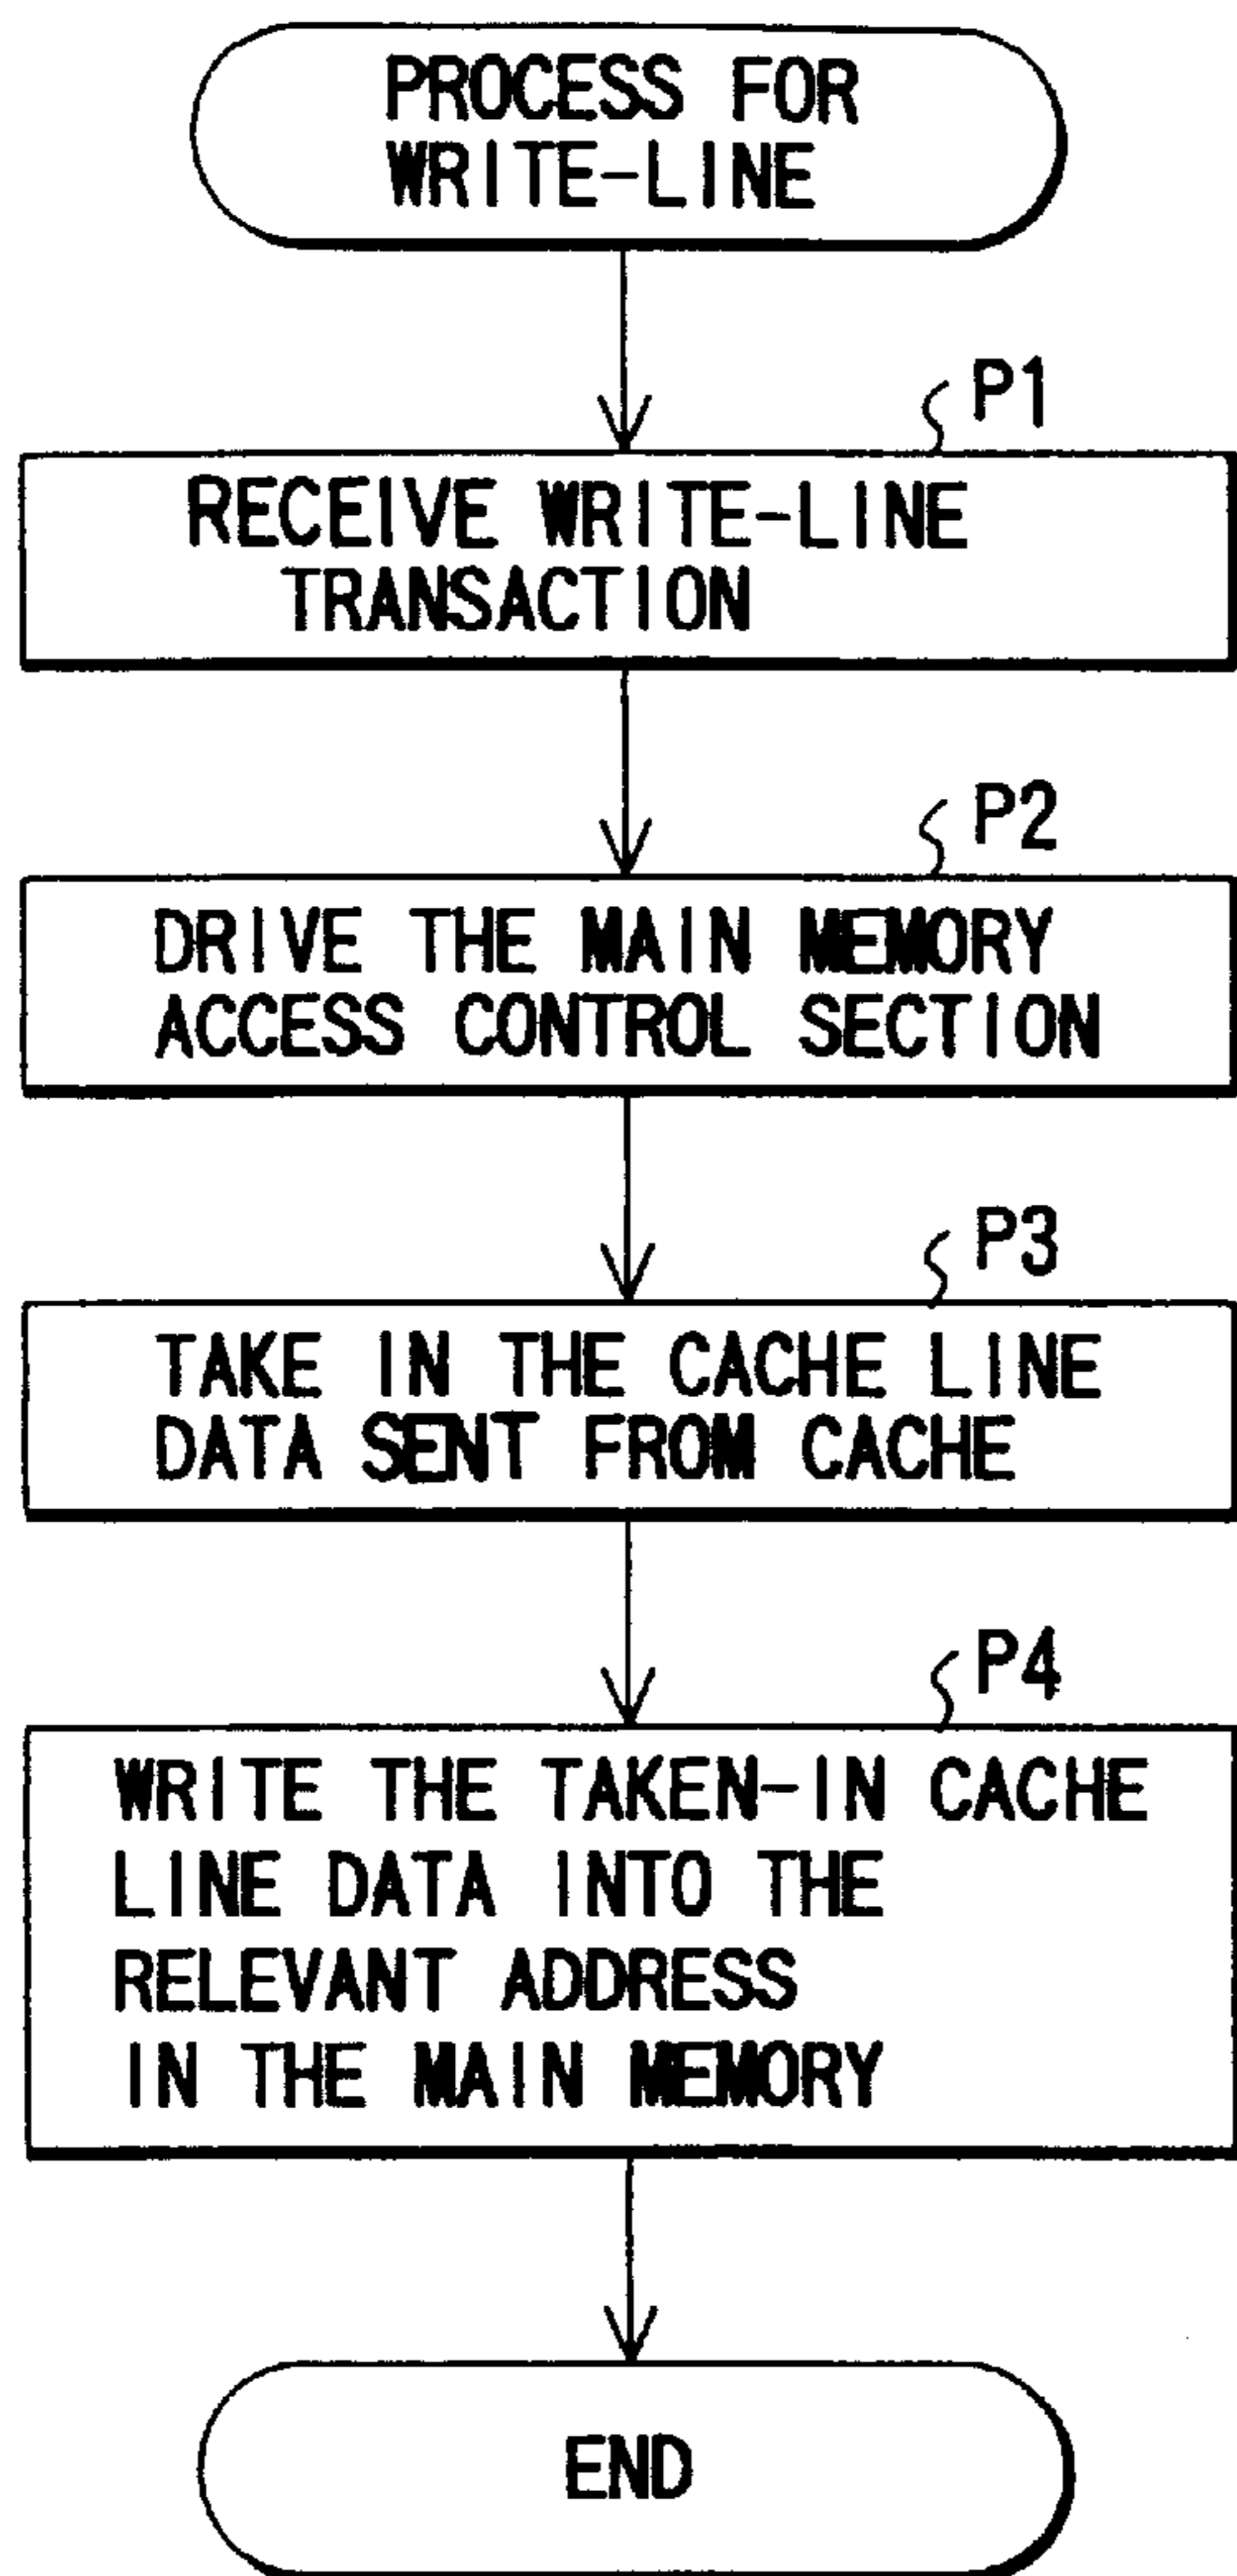 PROCESS FOR
WRITE-LINE
P1
RECEIVE WRITE-LINE
TRANSACTION
P2
DRIVE THE MAIN MEMORY
ACCESS CONTROL SECTION
P3
TAKE IN THE CACHE LINE
DATA SENT FROM CACHE
P4
WRITE THE TAKEN-IN CACHE
LINE DATA INTO THE
RELEVANT ADDRESS
IN THE MAIN MEMORY
END